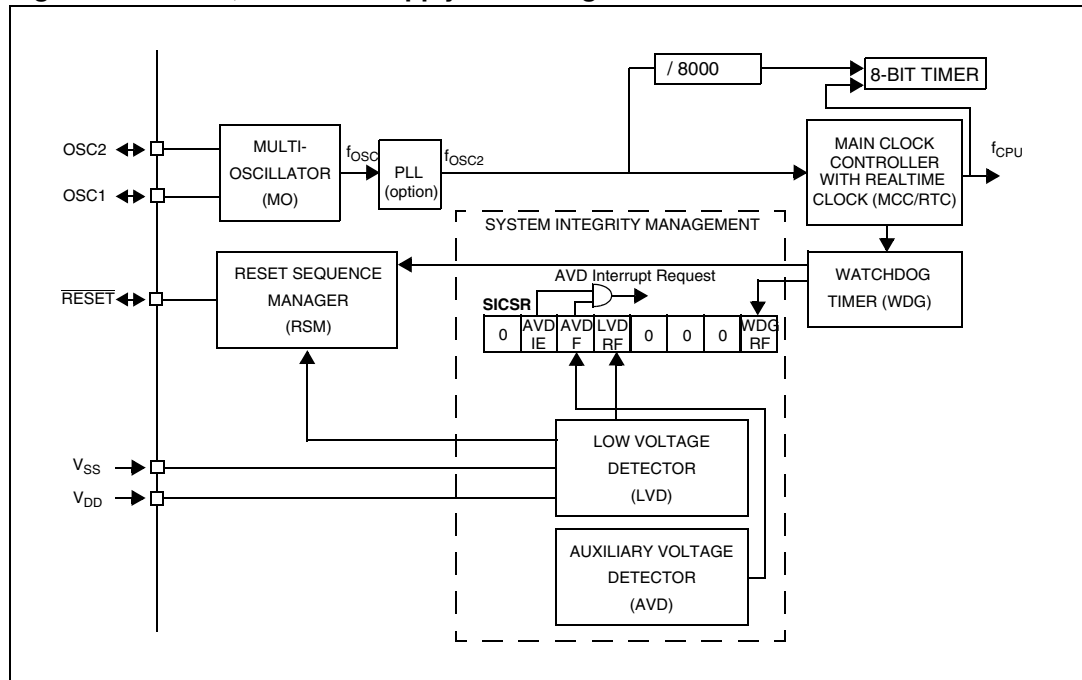 / 8000
8-BIT TIMER
OSC2
OSC1
MULTI-
OSCILLATOR
(MO)
fOSC
PLL
(option)
fOSC2
MAIN CLOCK
CONTROLLER
WITH REALTIME
CLOCK (MCC/RTC)
fCPU
SYSTEM INTEGRITY MANAGEMENT
RESET
RESET SEQUENCE
MANAGER
(RSM)
AVD Interrupt Request
WATCHDOG
TIMER (WDG)
SICSR
0
AVD
IE
AVD
F
LVD
RF
0
0
0
WDG
RF
VSS
VDD
LOW VOLTAGE
DETECTOR
(LVD)
AUXILIARY VOLTAGE
DETECTOR
(AVD)